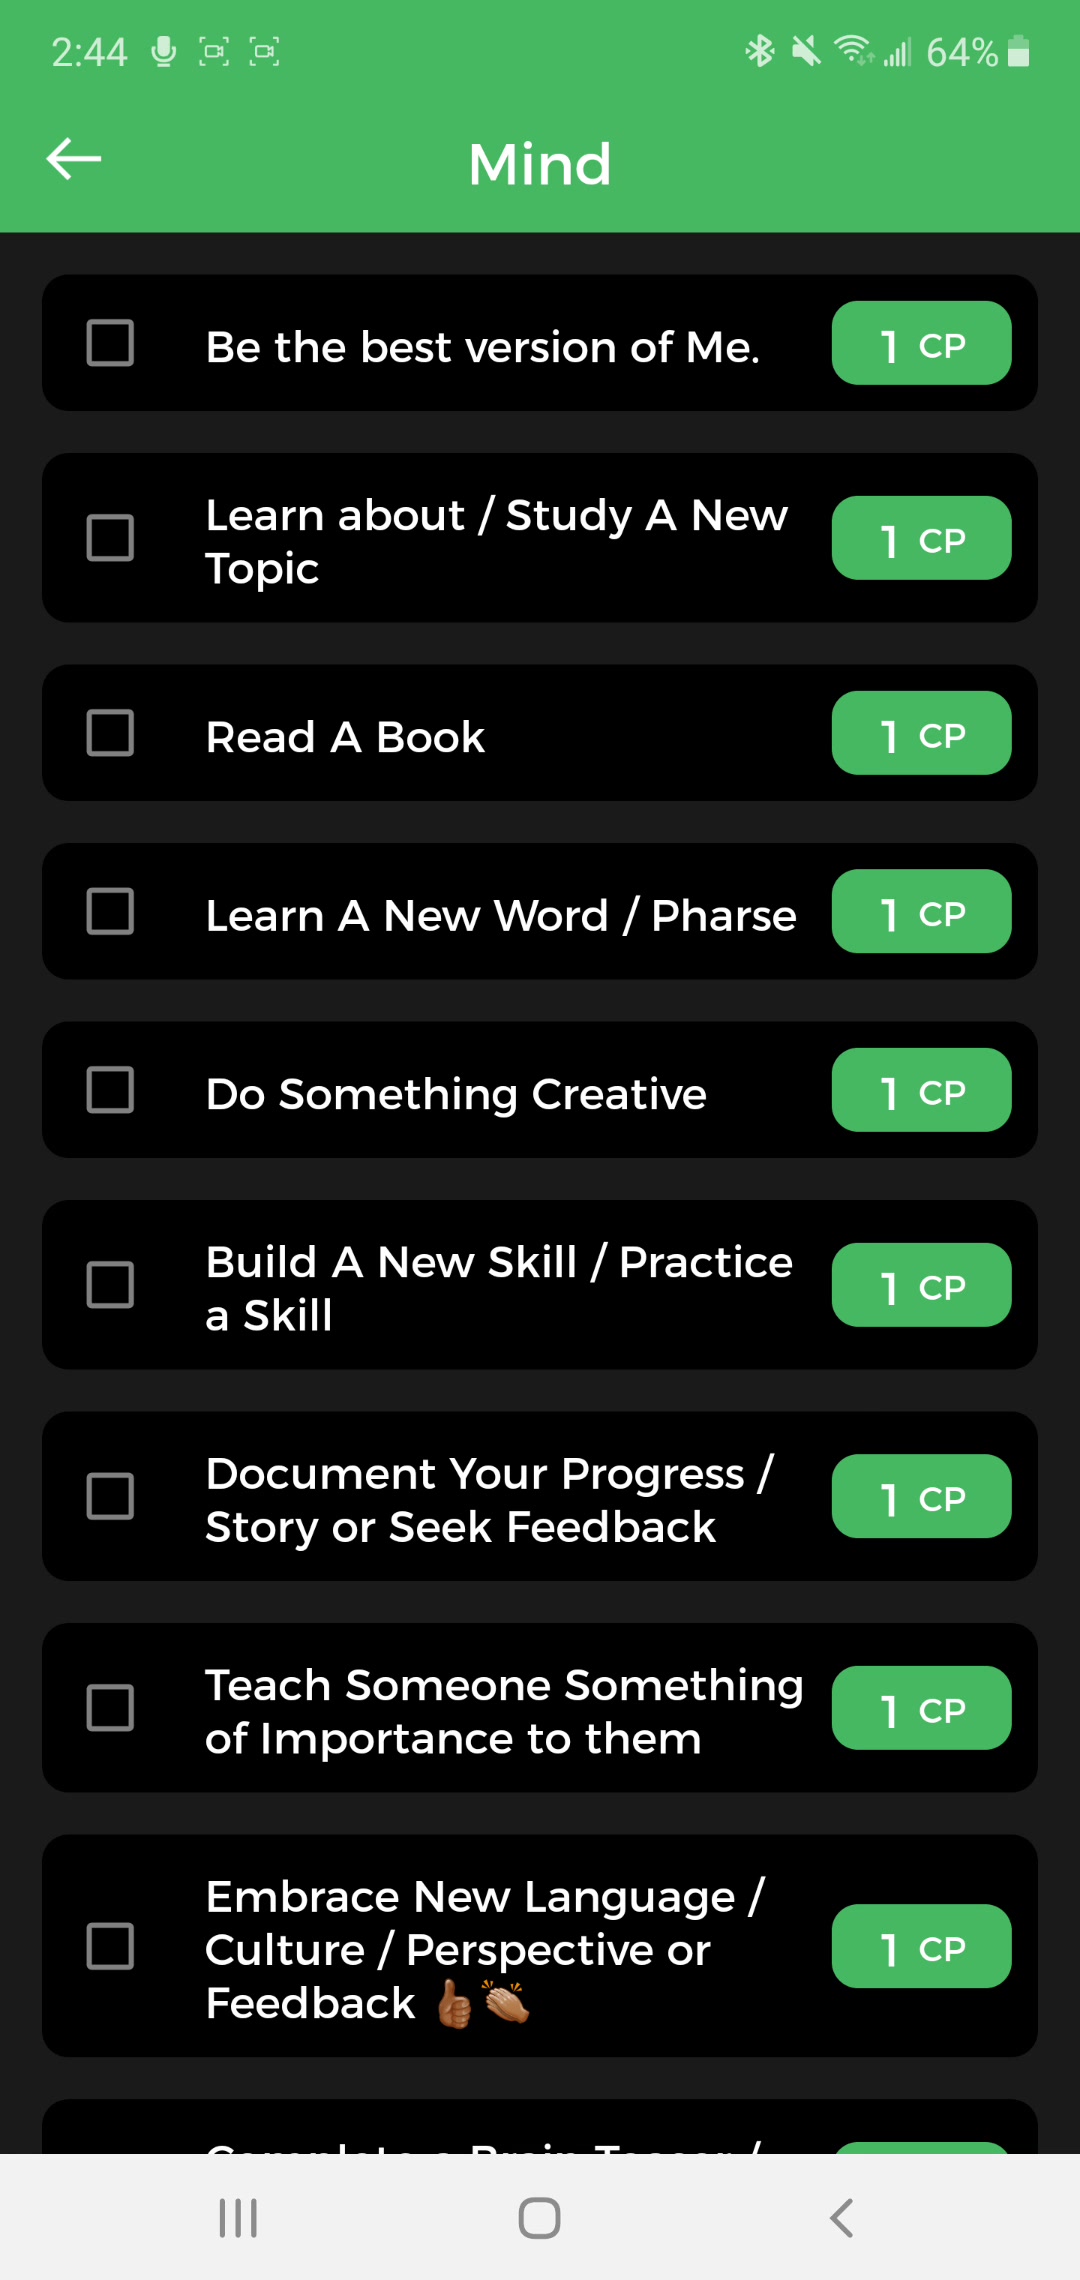 2:44 64%
Mind
Be the best version of Me. 1 CP
Learn about / Study A New
Topic
1 CP
Read A Book 1 CP
Learn A New Word / Pharse 1 CP
Do Something Creative 1 CP
Build A New Skill / Practice
a Skill
1 CP
Document Your Progress /
Story or Seek Feedback
1 CP
Teach Someone Something
of Importance to them
1 CP
Embrace New Language /
Culture / Perspective or
Feedback 👍🏾👏🏽
1 CP
Complete a Brain Teaser /